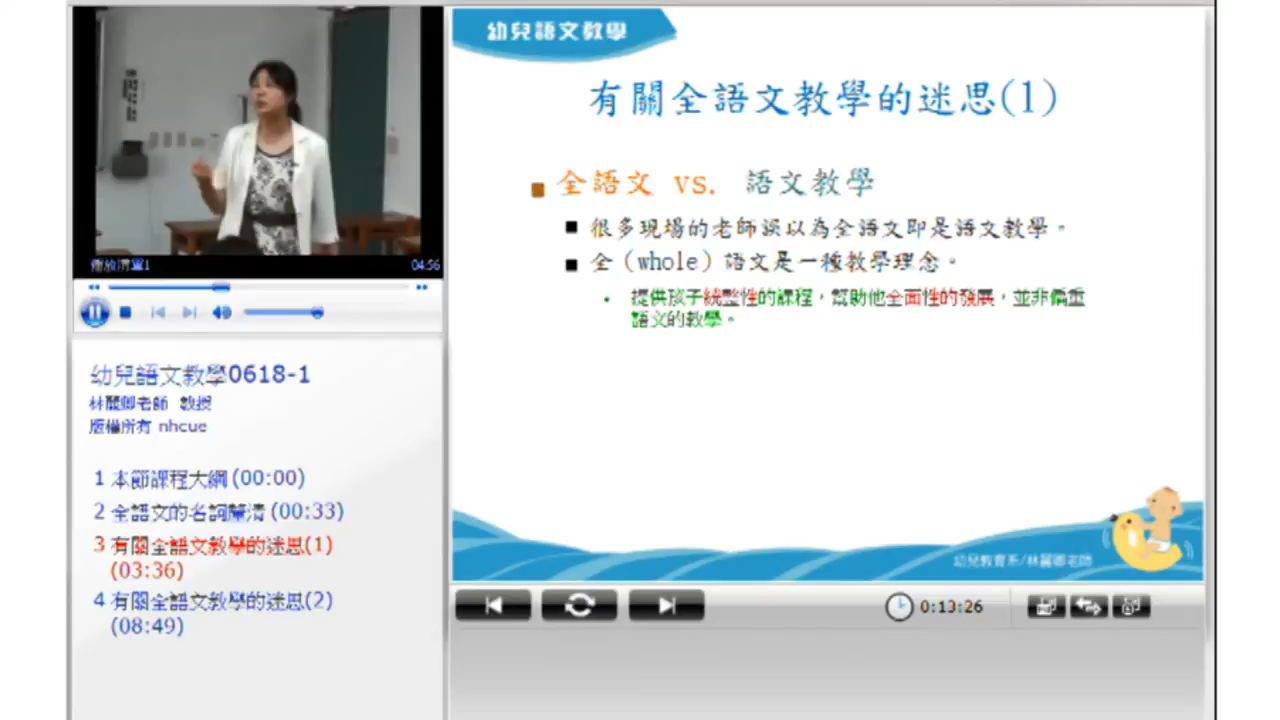 幼兒語文教學
有關全語文教學的迷思(1)
全語文 vs. 語文教學
很多現場的老師誤以為全語文即是語文教學。
全（whole）語文是一種教學理念。
提供孩子統整性的課程，幫助他全面性的發展，並非偏重
語文的教學。
幼兒教育系/林麗卿老師
播放清單1
04:56
幼兒語文教學0618-1
林麗卿老師 教授
版權所有 nhcue
1 本節課程大綱 (00:00)
2 全語文的名詞釐清 (00:33)
3 有關全語文教學的迷思(1)
(03:36)
4 有關全語文教學的迷思(2)
(08:49)
0:13:26